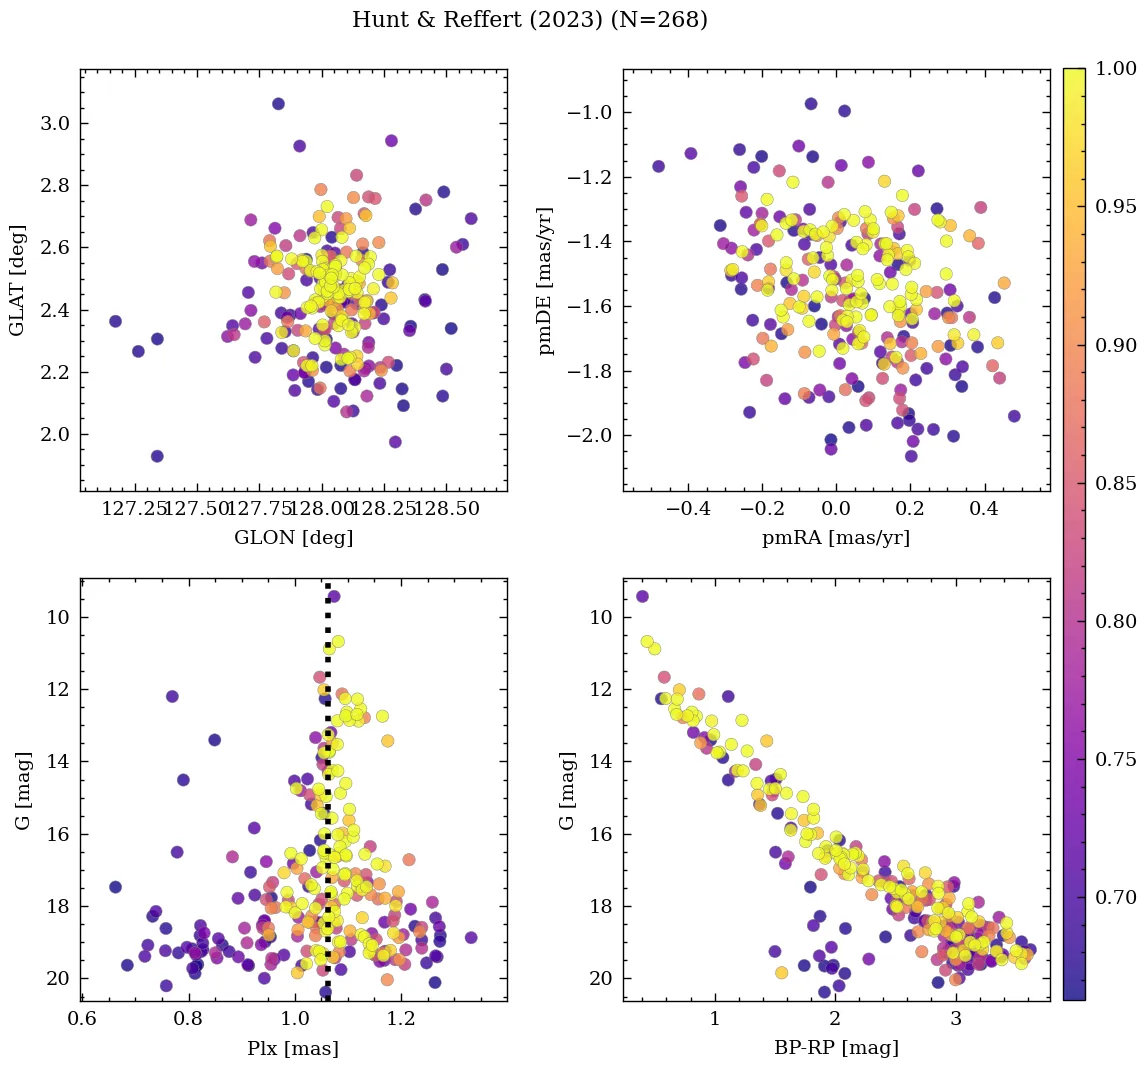 Hunt & Reffert (2023) (N=268)
3.0
2.8
2.6
2.4
2.2
2.0
GLAT [deg]
127.25 127.50 127.75 128.00 128.25 128.50
GLON [deg]
−1.0
−1.2
−1.4
−1.6
−1.8
−2.0
pmDE [mas/yr]
−0.4 −0.2 0.0 0.2 0.4
pmRA [mas/yr]
10
12
14
16
18
20
G [mag]
0.6 0.8 1.0 1.2
Plx [mas]
10
12
14
16
18
20
G [mag]
1 2 3
BP-RP [mag]
1.00
0.95
0.90
0.85
0.80
0.75
0.70